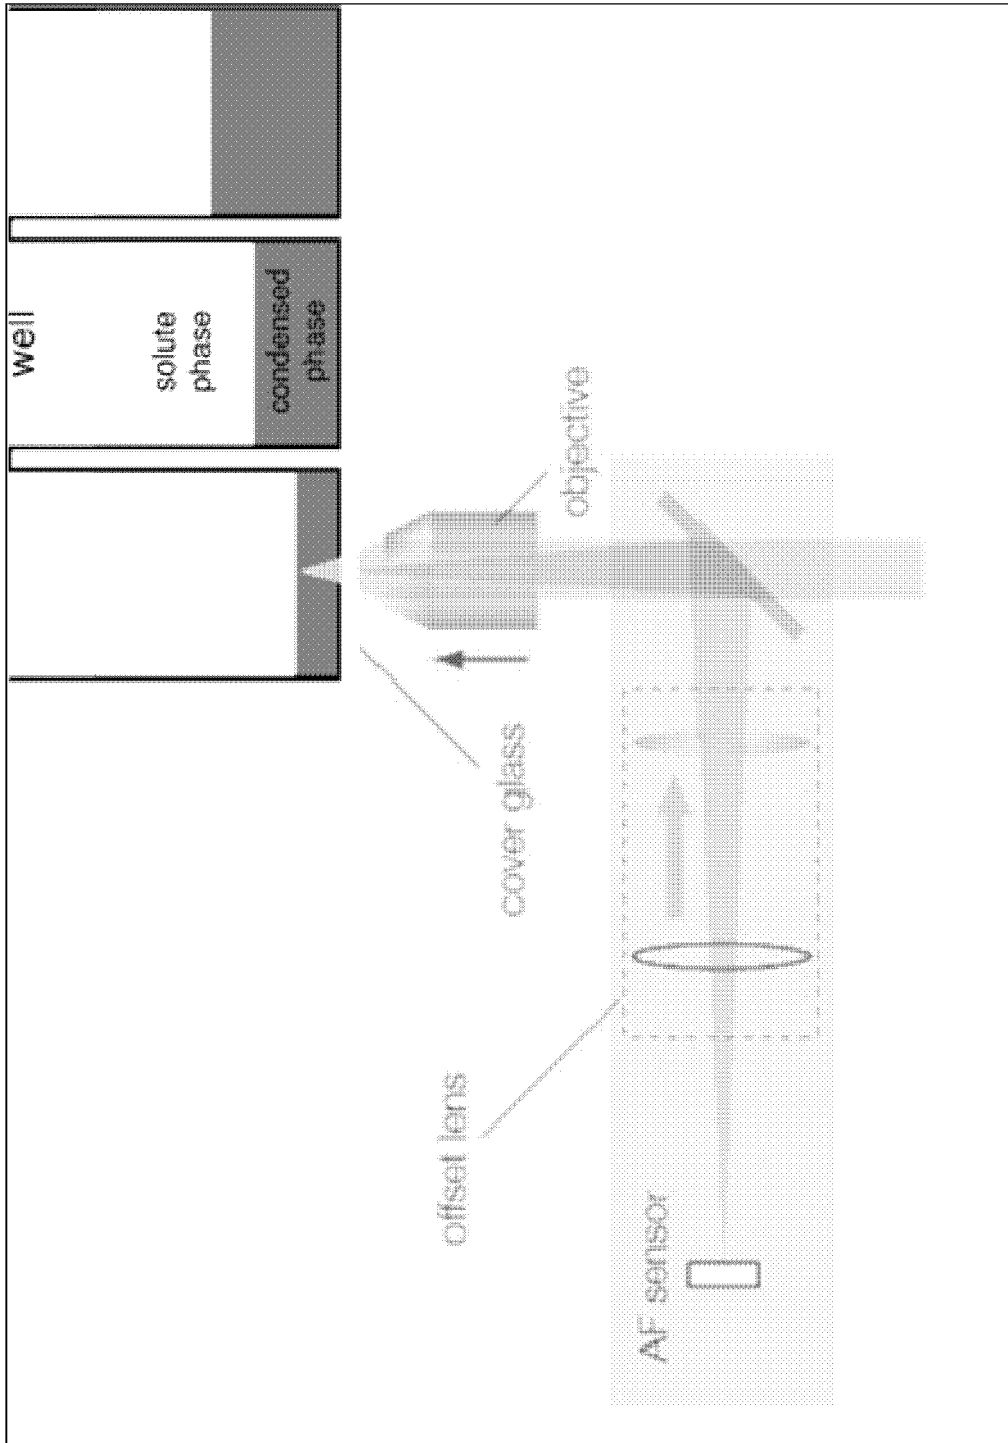 well
solute
phase
condensed
phase
objective
cover glass
offset lens
AF sensor